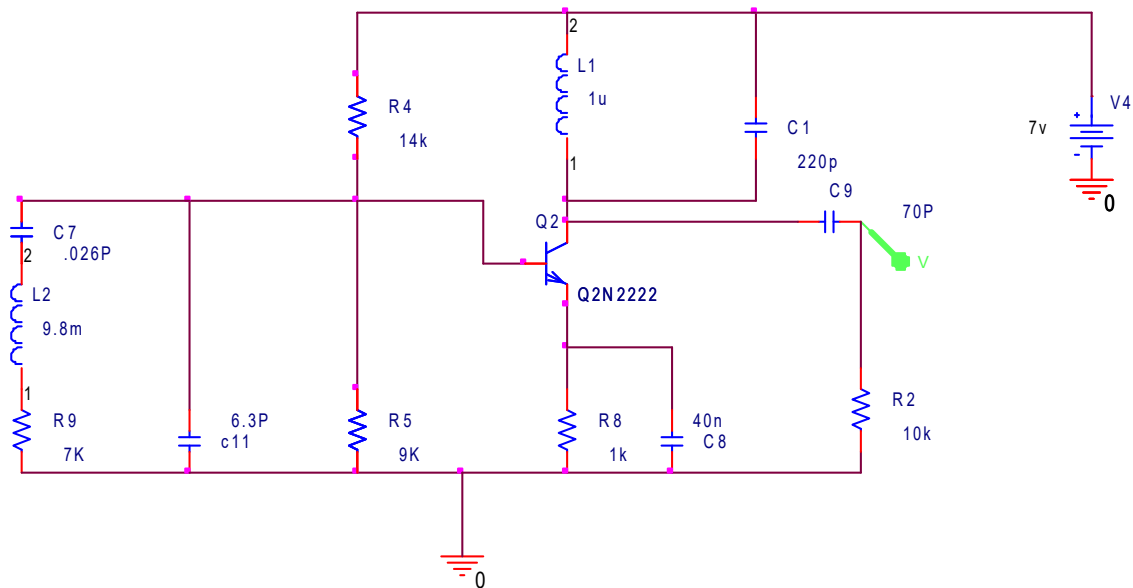 2
L1
1u
1
R4
14k
C1
220p
V4
7v
+
-
0
C9
70P
V
Q2
Q2N2222
C7
.026P
2
L2
9.8m
1
R9
7K
6.3P
c11
R5
9K
R8
1k
40n
C8
R2
10k
0